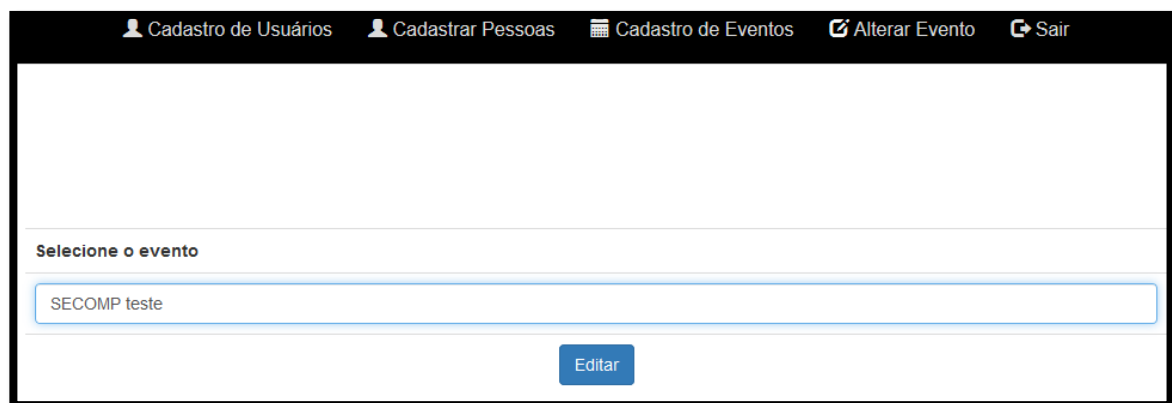 Cadastro de Usuários Cadastrar Pessoas Cadastro de Eventos Alterar Evento Sair
Selecione o evento
SECOMP teste
Editar